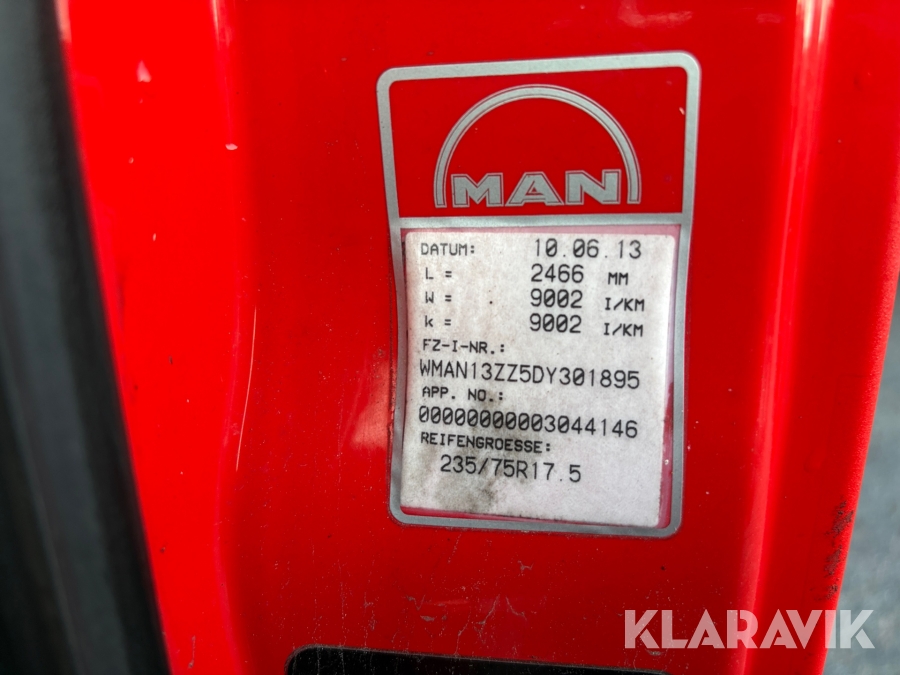 MAN
DATUM: 10.06.13
L = 2466 MM
W = . 9002 I/KM
k = 9002 I/KM
FZ-I-NR.:
WMAN13ZZ5DY301895
APP. NO.:
00000000003044146
REIFENGROESSE:
235/75R17.5
KLARAVIK